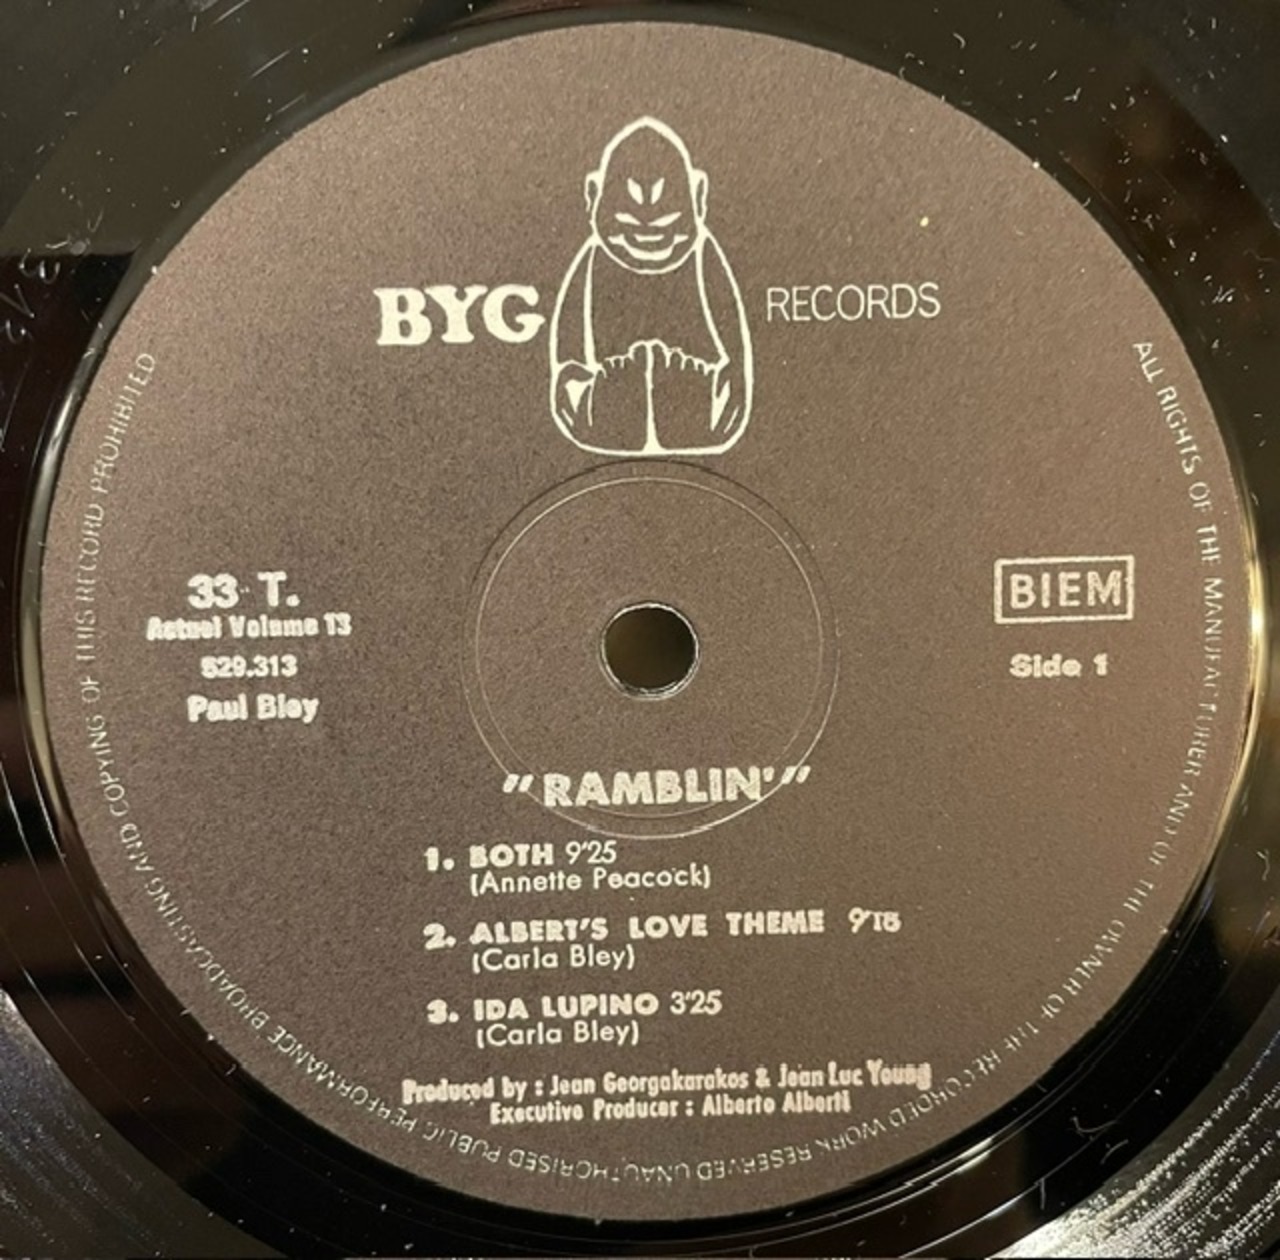 BYG RECORDS
33 T.
Actuel Volume 13
529.313
Paul Bley
BIEM
Side 1
"RAMBLIN'"
1. BOTH 9'25
(Annette Peacock)
2. ALBERT'S LOVE THEME 9'18
(Carla Bley)
3. IDA LUPINO 3'25
(Carla Bley)
Produced by : Jean Georgakarakos & Jean Luc Young
Executive Producer : Alberto Alberti
ALL RIGHTS OF THE MANUFACTURER AND OF THE OWNER OF THE RECORDED WORK RESERVED UNAUTHORISED PUBLIC PERFORMANCE BROADCASTING AND COPYING OF THIS RECORD PROHIBITED